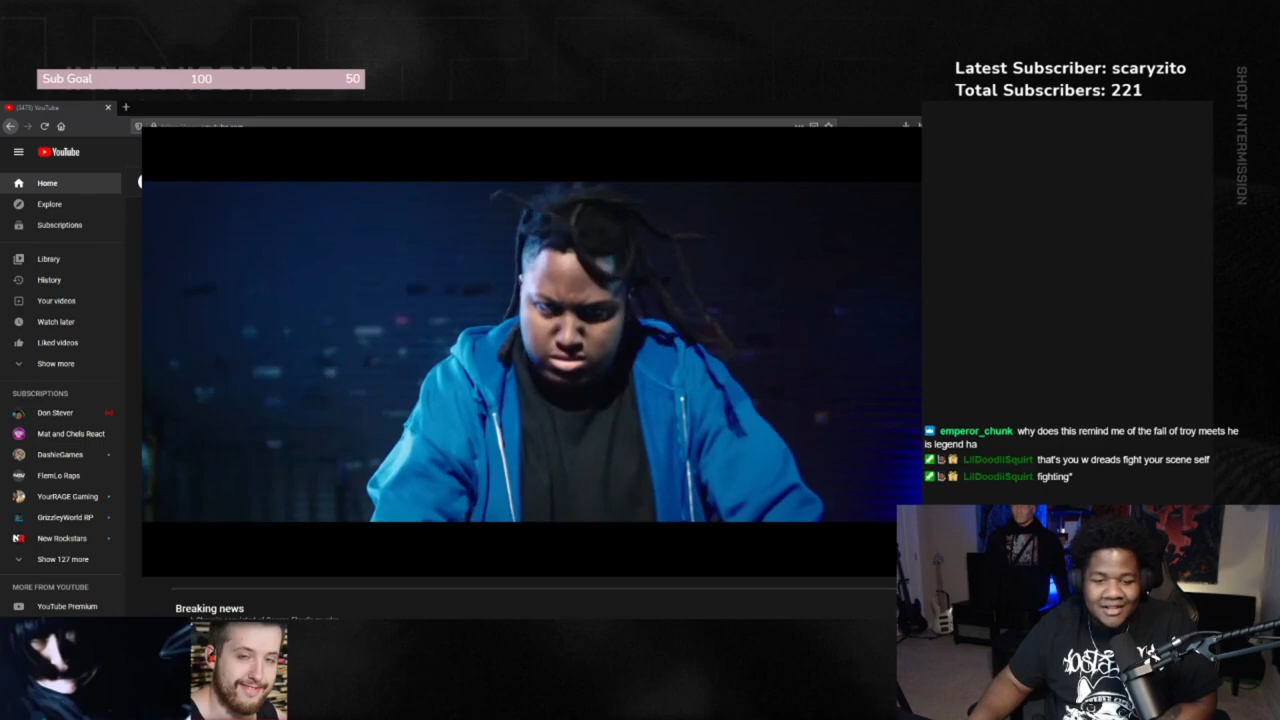 Sub Goal 100 50
Latest Subscriber: scaryzito
Total Subscribers: 221
SHORT INTERMISSION
INTERMISSION
(3473) YouTube
YouTube
Home
Explore
Subscriptions
Library
History
Your videos
Watch later
Liked videos
Show more
SUBSCRIPTIONS
Don Stever
Mat and Chels React
DashieGames
FlemLo Raps
YourRAGE Gaming
GrizzleyWorld RP
New Rockstars
Show 127 more
MORE FROM YOUTUBE
YouTube Premium
Breaking news
emperor_chunk why does this remind me of the fall of troy meets he
is legend ha
LilDoodiiSquirt that's you w dreads fight your scene self
LilDoodiiSquirt fighting*